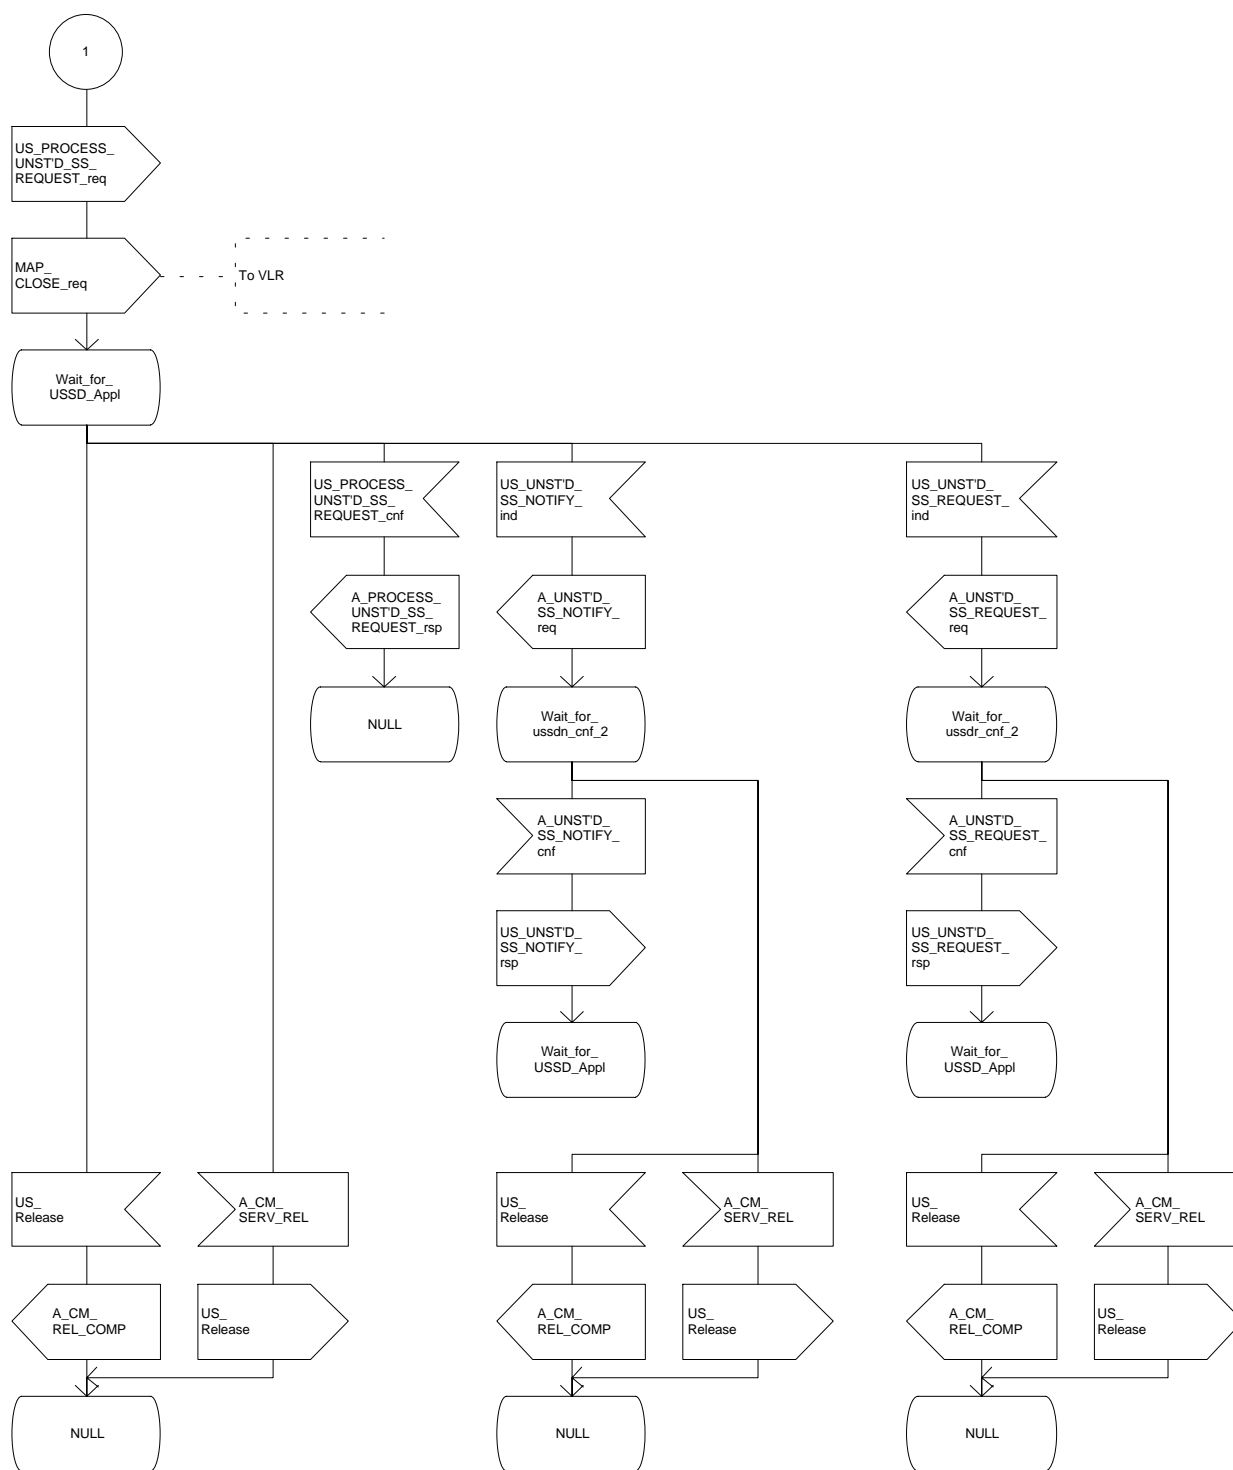 1
US_PROCESS_
UNST'D_SS_
REQUEST_req
MAP_
CLOSE_req
To VLR
Wait_for_
USSD_Appl
US_PROCESS_
UNST'D_SS_
REQUEST_cnf
US_UNST'D_
SS_NOTIFY_
ind
US_UNST'D_
SS_REQUEST_
ind
A_PROCESS_
UNST'D_SS_
REQUEST_rsp
A_UNST'D_
SS_NOTIFY_
req
A_UNST'D_
SS_REQUEST_
req
NULL
Wait_for_
ussdn_cnf_2
Wait_for_
ussdr_cnf_2
A_UNST'D_
SS_NOTIFY_
cnf
A_UNST'D_
SS_REQUEST_
cnf
US_UNST'D_
SS_NOTIFY_
rsp
US_UNST'D_
SS_REQUEST_
rsp
Wait_for_
USSD_Appl
Wait_for_
USSD_Appl
US_
Release
A_CM_
SERV_REL
US_
Release
A_CM_
SERV_REL
US_
Release
A_CM_
SERV_REL
A_CM_
REL_COMP
US_
Release
A_CM_
REL_COMP
US_
Release
A_CM_
REL_COMP
US_
Release
NULL
NULL
NULL